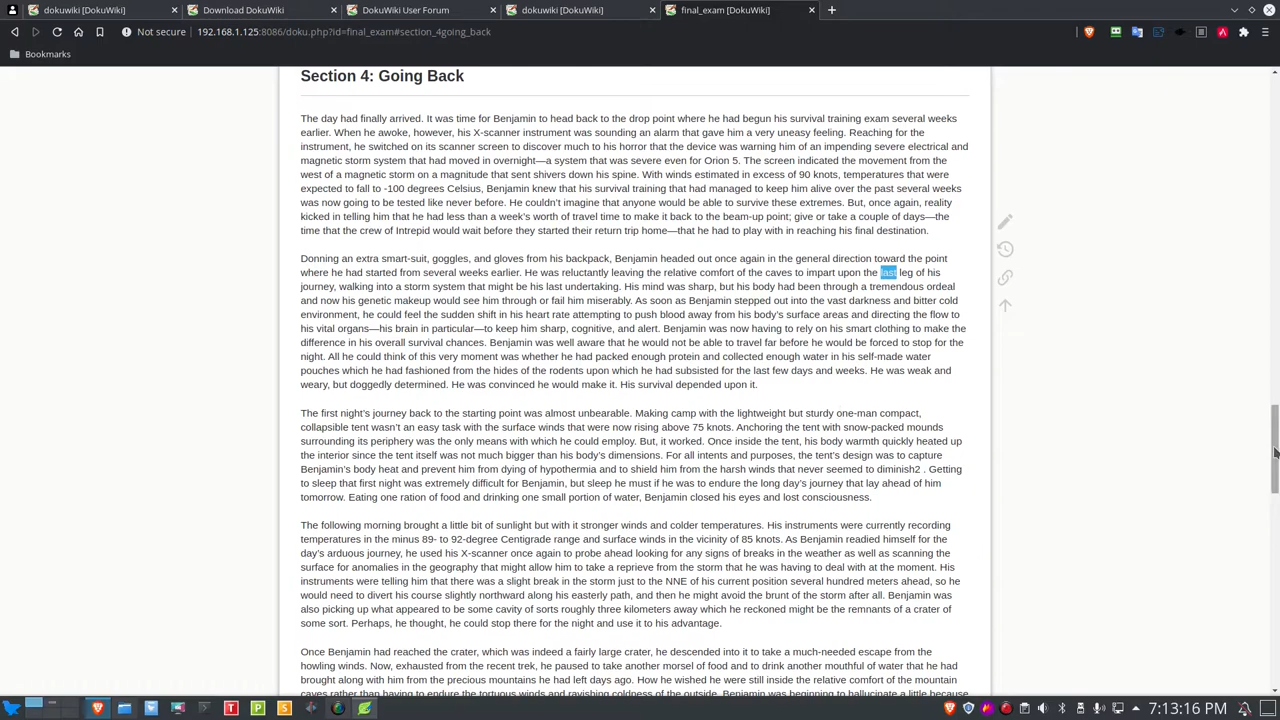 dokuwiki [DokuWiki]
Download DokuWiki
DokuWiki User Forum
dokuwiki [DokuWiki]
final_exam [DokuWiki]
Not secure 192.168.1.125:8086/doku.php?id=final_exam#section_4going_back
Bookmarks
Section 4: Going Back
The day had finally arrived. It was time for Benjamin to head back to the drop point where he had begun his survival training exam several weeks
earlier. When he awoke, however, his X-scanner instrument was sounding an alarm that gave him a very uneasy feeling. Reaching for the
instrument, he switched on its scanner screen to discover much to his horror that the device was warning him of an impending severe electrical and
magnetic storm system that had moved in overnight—a system that was severe even for Orion 5. The screen indicated the movement from the
west of a magnetic storm on a magnitude that sent shivers down his spine. With winds estimated in excess of 90 knots, temperatures that were
expected to fall to -100 degrees Celsius, Benjamin knew that his survival training that had managed to keep him alive over the past several weeks
was now going to be tested like never before. He couldn't imagine that anyone would be able to survive these extremes. But, once again, reality
kicked in telling him that he had less than a week's worth of travel time to make it back to the beam-up point; give or take a couple of days—the
time that the crew of Intrepid would wait before they started their return trip home—that he had to play with in reaching his final destination.
Donning an extra smart-suit, goggles, and gloves from his backpack, Benjamin headed out once again in the general direction toward the point
where he had started from several weeks earlier. He was reluctantly leaving the relative comfort of the caves to impart upon the last leg of his
journey, walking into a storm system that might be his last undertaking. His mind was sharp, but his body had been through a tremendous ordeal
and now his genetic makeup would see him through or fail him miserably. As soon as Benjamin stepped out into the vast darkness and bitter cold
environment, he could feel the sudden shift in his heart rate attempting to push blood away from his body's surface areas and directing the flow to
his vital organs—his brain in particular—to keep him sharp, cognitive, and alert. Benjamin was now having to rely on his smart clothing to make the
difference in his overall survival chances. Benjamin was well aware that he would not be able to travel far before he would be forced to stop for the
night. All he could think of this very moment was whether he had packed enough protein and collected enough water in his self-made water
pouches which he had fashioned from the hides of the rodents upon which he had subsisted for the last few days and weeks. He was weak and
weary, but doggedly determined. He was convinced he would make it. His survival depended upon it.
The first night's journey back to the starting point was almost unbearable. Making camp with the lightweight but sturdy one-man compact,
collapsible tent wasn't an easy task with the surface winds that were now rising above 75 knots. Anchoring the tent with snow-packed mounds
surrounding its periphery was the only means with which he could employ. But, it worked. Once inside the tent, his body warmth quickly heated up
the interior since the tent itself was not much bigger than his body's dimensions. For all intents and purposes, the tent's design was to capture
Benjamin's body heat and prevent him from dying of hypothermia and to shield him from the harsh winds that never seemed to diminish2 . Getting
to sleep that first night was extremely difficult for Benjamin, but sleep he must if he was to endure the long day's journey that lay ahead of him
tomorrow. Eating one ration of food and drinking one small portion of water, Benjamin closed his eyes and lost consciousness.
The following morning brought a little bit of sunlight but with it stronger winds and colder temperatures. His instruments were currently recording
temperatures in the minus 89- to 92-degree Centigrade range and surface winds in the vicinity of 85 knots. As Benjamin readied himself for the
day's arduous journey, he used his X-scanner once again to probe ahead looking for any signs of breaks in the weather as well as scanning the
surface for anomalies in the geography that might allow him to take a reprieve from the storm that he was having to deal with at the moment. His
instruments were telling him that there was a slight break in the storm just to the NNE of his current position several hundred meters ahead, so he
would need to divert his course slightly northward along his easterly path, and then he might avoid the brunt of the storm after all. Benjamin was
also picking up what appeared to be some cavity of sorts roughly three kilometers away which he reckoned might be the remnants of a crater of
some sort. Perhaps, he thought, he could stop there for the night and use it to his advantage.
Once Benjamin had reached the crater, which was indeed a fairly large crater, he descended into it to take a much-needed escape from the
howling winds. Now, exhausted from the recent trek, he paused to take another morsel of food and to drink another mouthful of water that he had
brought along with him from the precious mountains he had left days ago. How he wished he were still inside the relative comfort of the mountain
caves rather than having to endure the tortuous winds and ravishing coldness of the outside. Benjamin was beginning to hallucinate a little because
T
P
S
7:13:16 PM